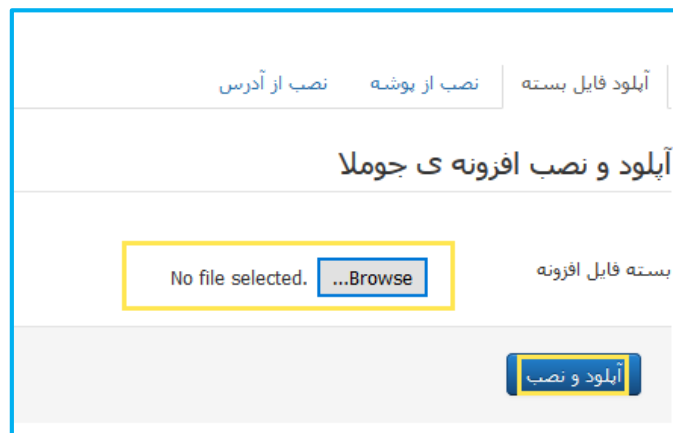 آپلود فایل بسته نصب از پوشه نصب از آدرس
آپلود و نصب افزونه ی جوملا
بسته فایل افزونه Browse... No file selected.
آپلود و نصب